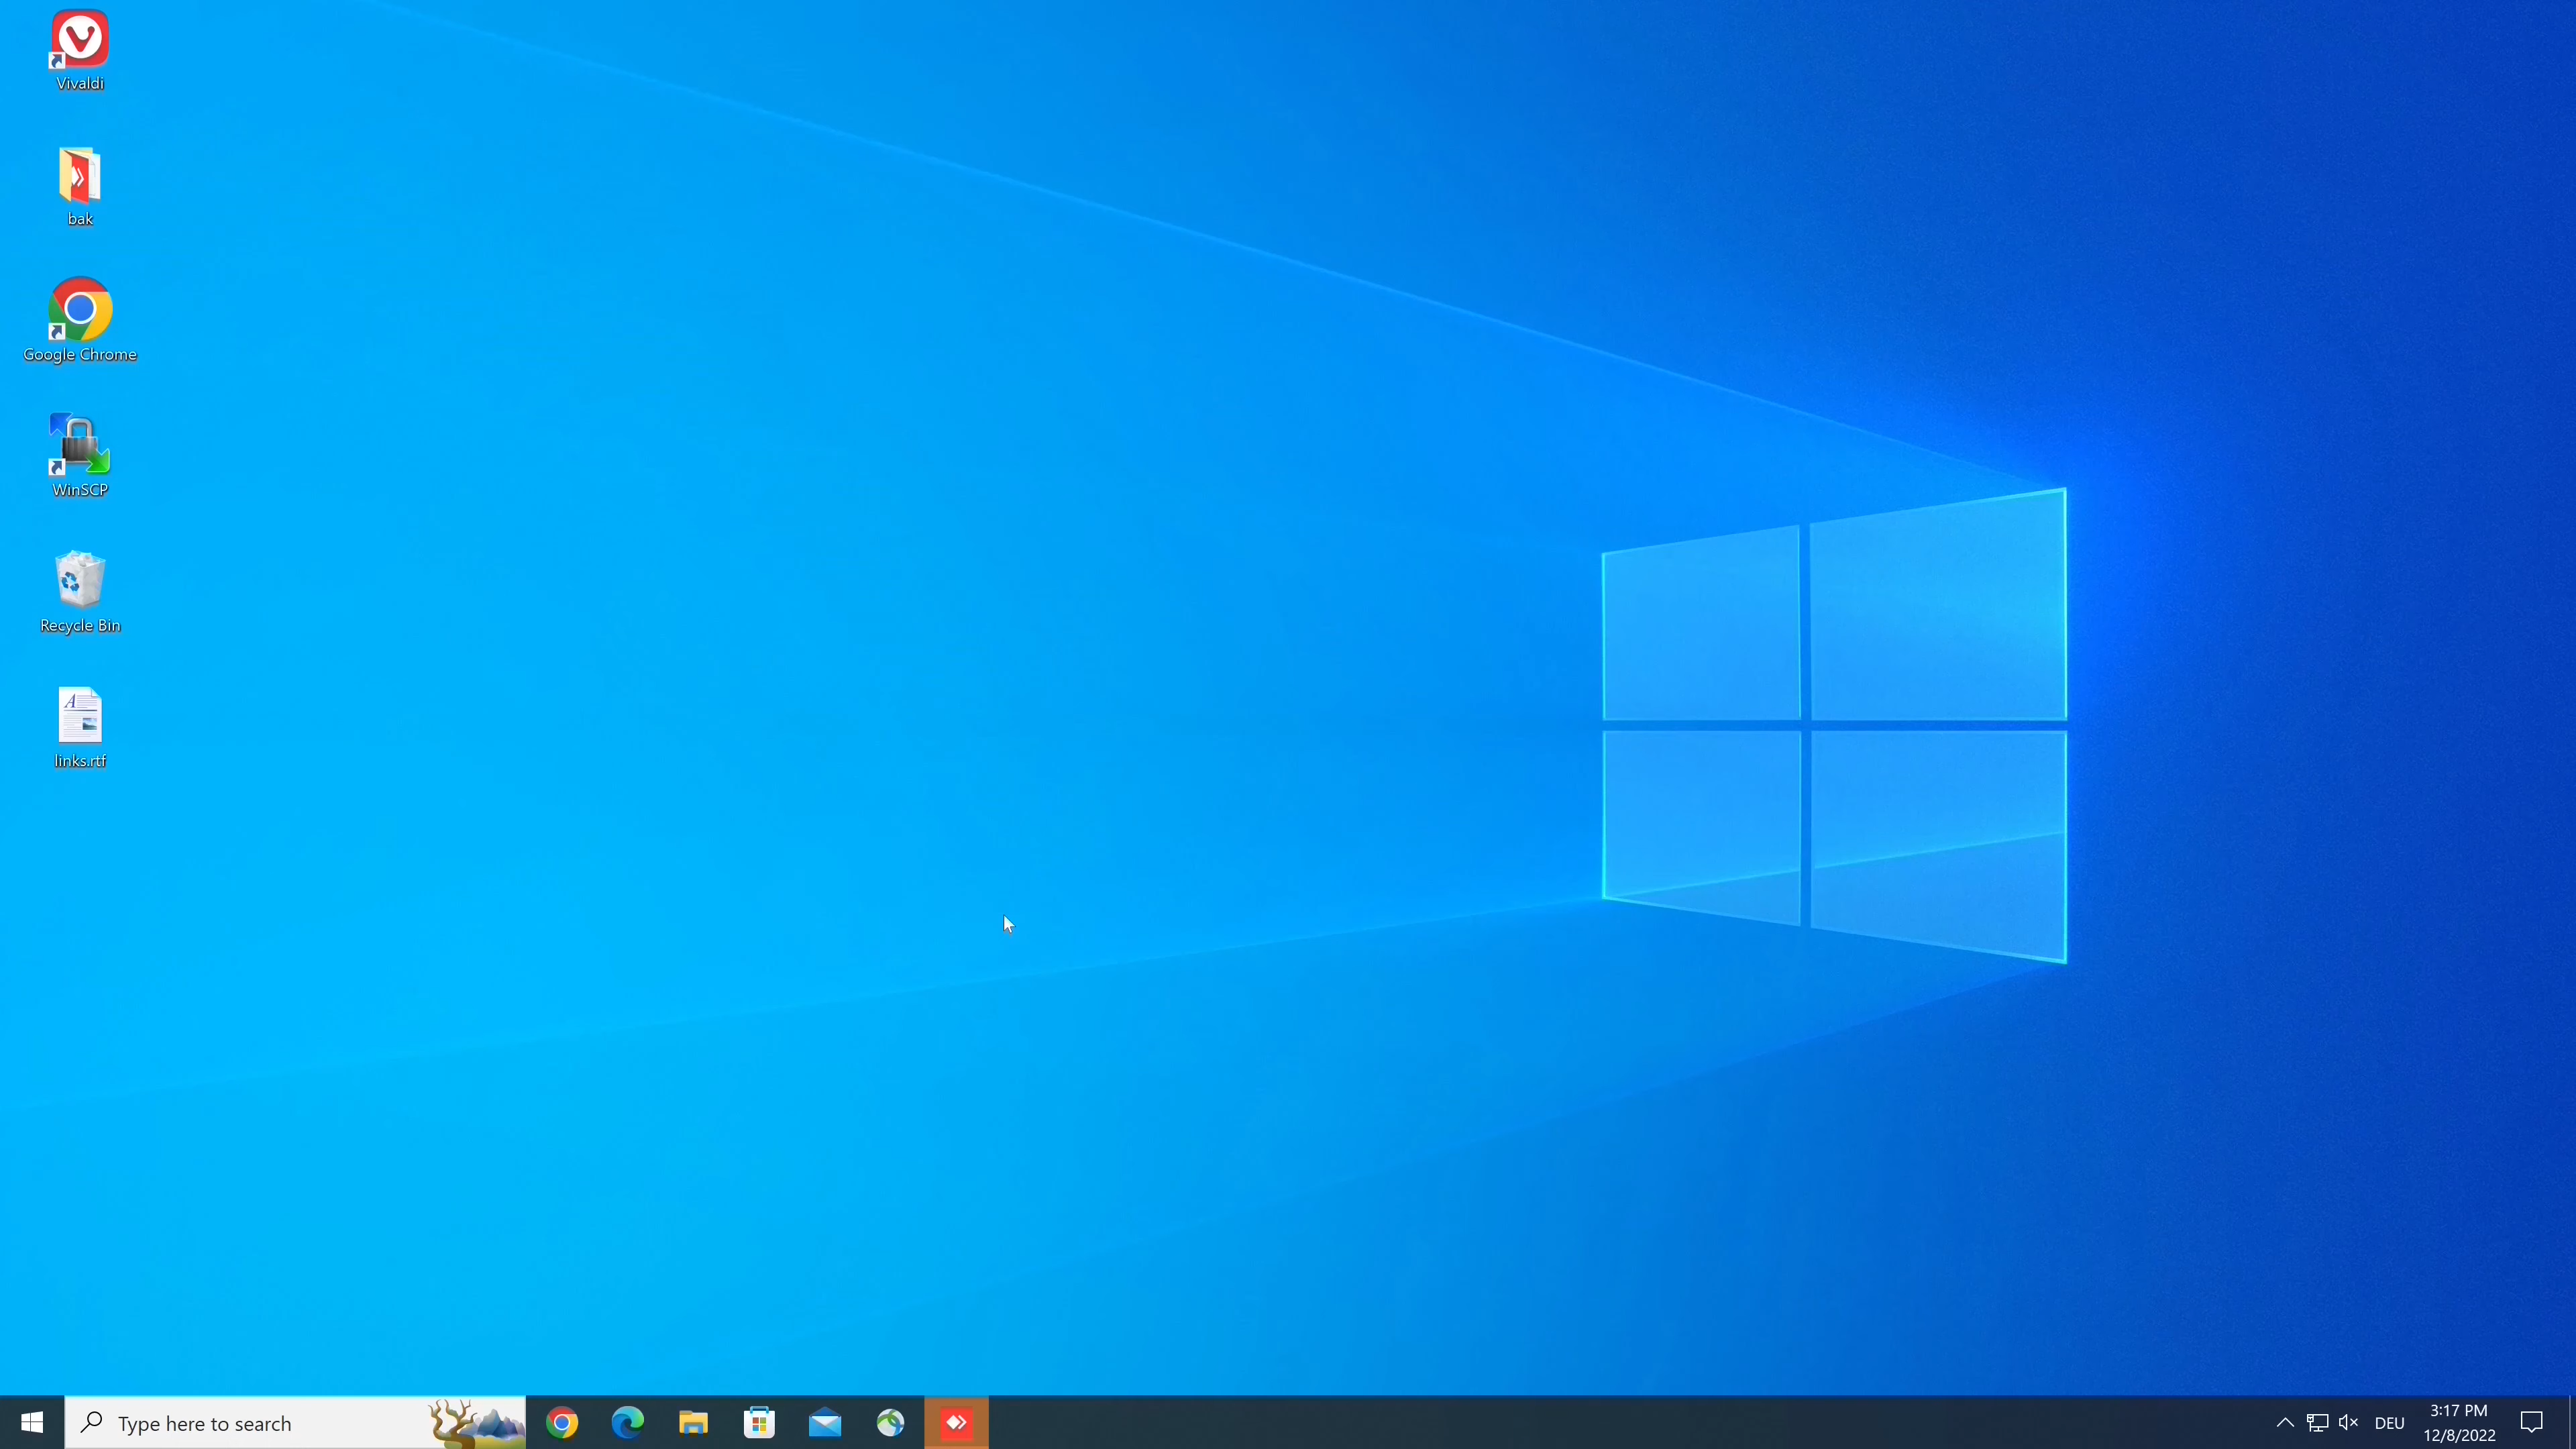 Vivaldi
bak
Google Chrome
WinSCP
Recycle Bin
links.rtf
Type here to search
DEU
3:17 PM
12/8/2022